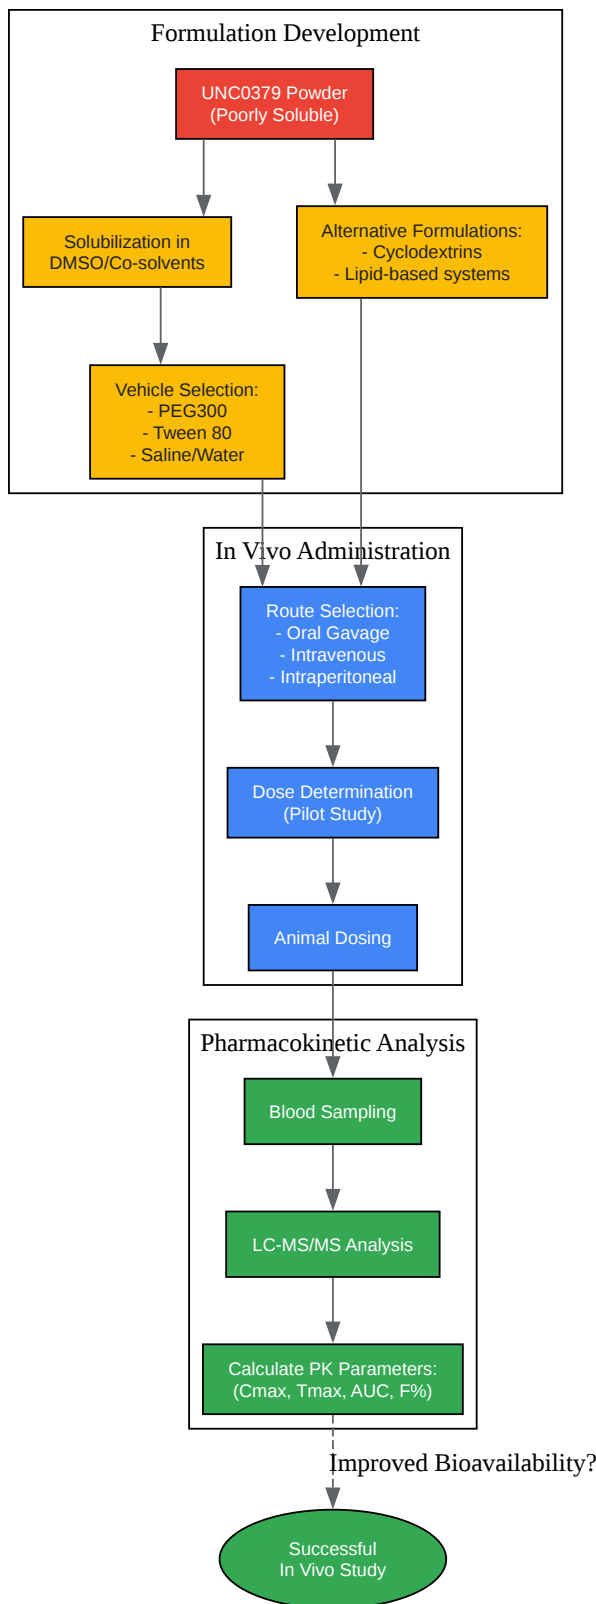 Formulation Development
UNC0379 Powder
(Poorly Soluble)
Solubilization in
DMSO/Co-solvents
Alternative Formulations:
- Cyclodextrins
- Lipid-based systems
Vehicle Selection:
- PEG300
- Tween 80
- Saline/Water
In Vivo Administration
Route Selection:
- Oral Gavage
- Intravenous
- Intraperitoneal
Dose Determination
(Pilot Study)
Animal Dosing
Pharmacokinetic Analysis
Blood Sampling
LC-MS/MS Analysis
Calculate PK Parameters:
(Cmax, Tmax, AUC, F%)
Improved Bioavailability?
Successful
In Vivo Study